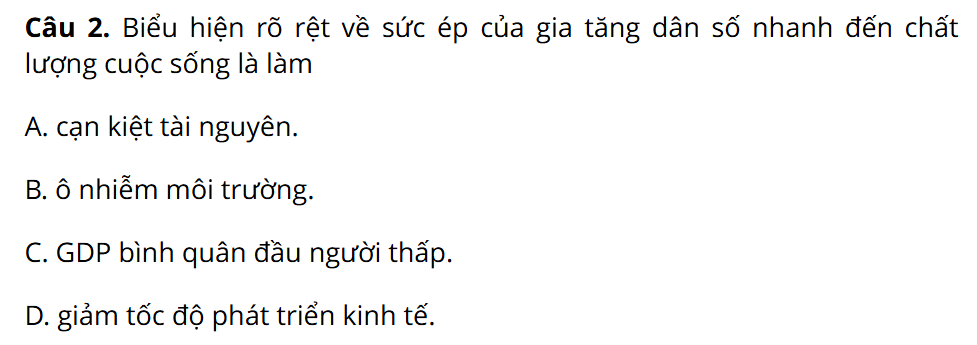 Câu 2. Biểu hiện rõ rệt về sức ép của gia tăng dân số nhanh đến chất
lượng cuộc sống là làm
A. cạn kiệt tài nguyên.
B. ô nhiễm môi trường.
C. GDP bình quân đầu người thấp.
D. giảm tốc độ phát triển kinh tế.